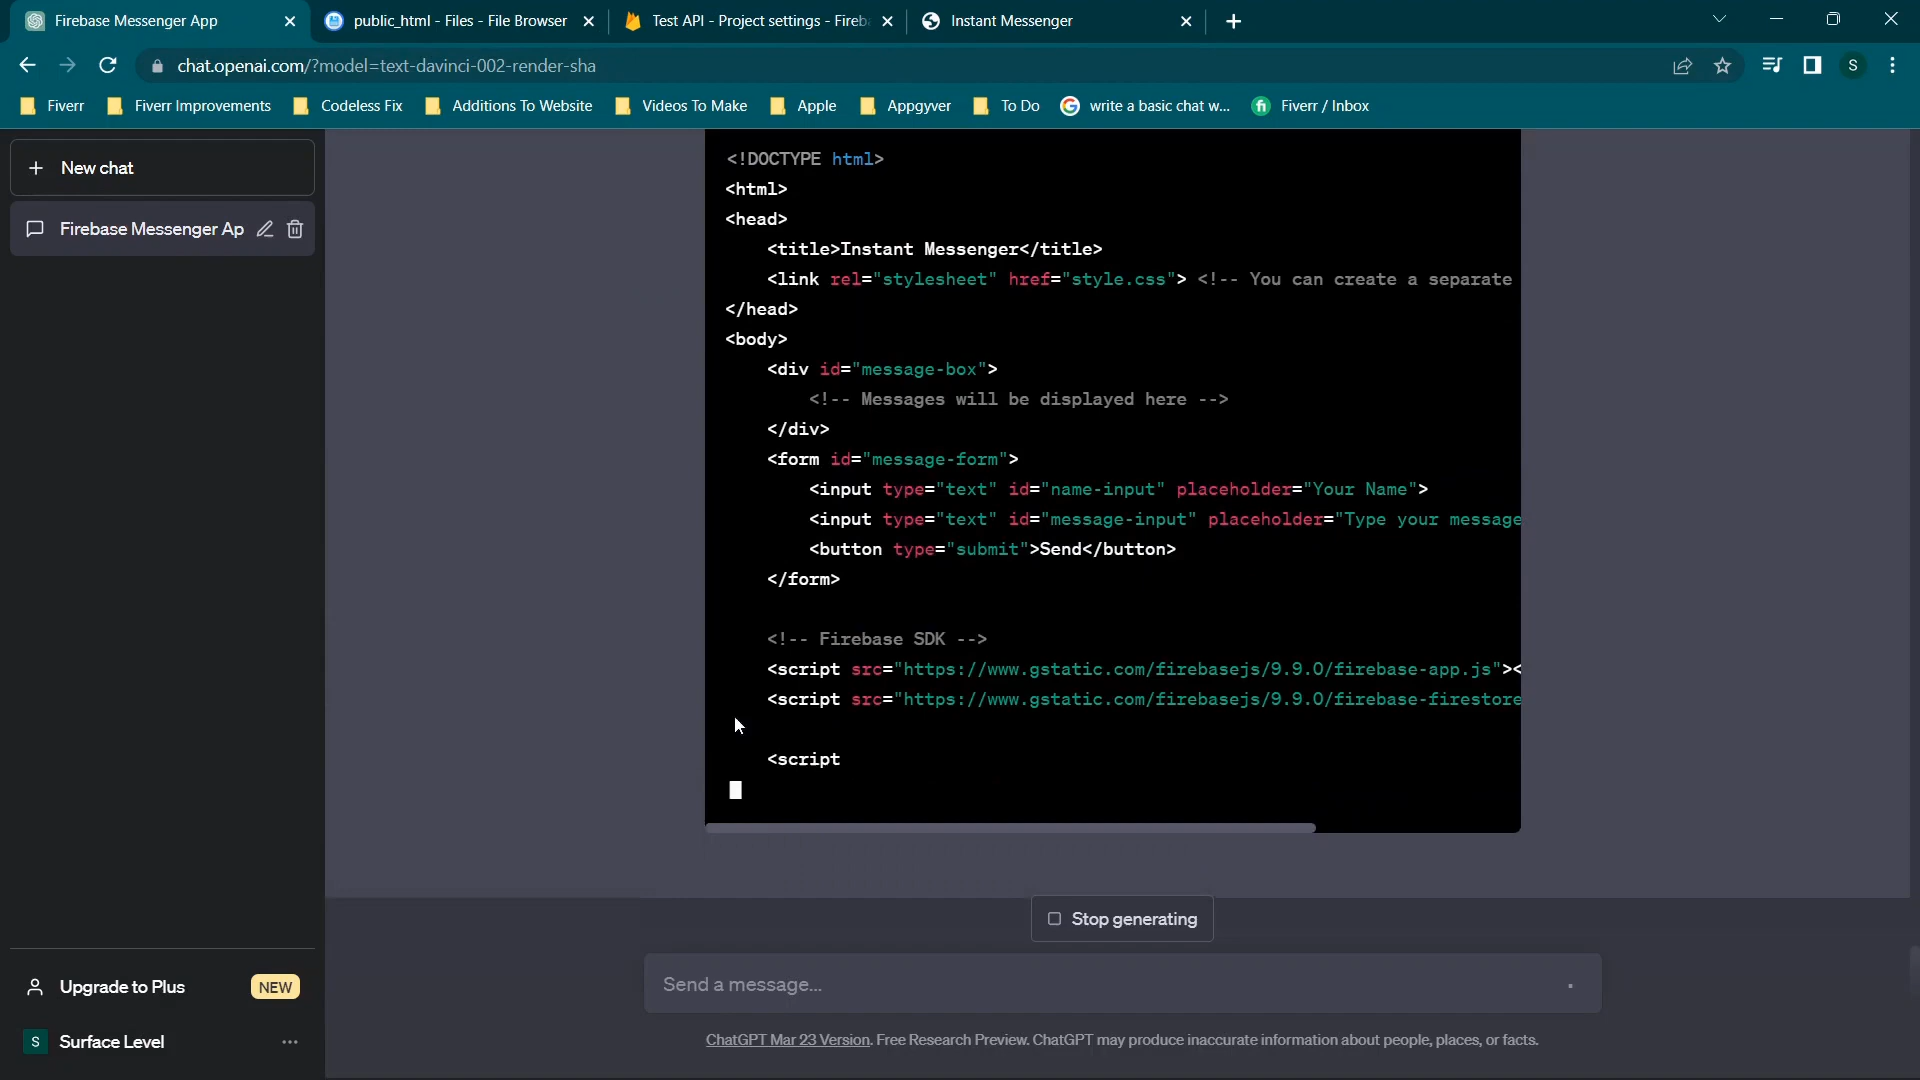 Firebase Messenger App
public_html - Files - File Browser
Test API - Project settings - Fireb
Instant Messenger
chat.openai.com/?model=text-davinci-002-render-sha
S
Fiverr
Fiverr Improvements
Codeless Fix
Additions To Website
Videos To Make
Apple
Appgyver
To Do
write a basic chat w...
Fiverr / Inbox
+ New chat
Firebase Messenger Ap
<!DOCTYPE html>
<html>
<head>
<title>Instant Messenger</title>
<link rel="stylesheet" href="style.css"> <!-- You can create a separate
</head>
<body>
<div id="message-box">
<!-- Messages will be displayed here -->
</div>
<form id="message-form">
<input type="text" id="name-input" placeholder="Your Name">
<input type="text" id="message-input" placeholder="Type your message
<button type="submit">Send</button>
</form>
<!-- Firebase SDK -->
<script src="https://www.gstatic.com/firebasejs/9.9.0/firebase-app.js"><
<script src="https://www.gstatic.com/firebasejs/9.9.0/firebase-firestore
<script
Stop generating
Send a message...
ChatGPT Mar 23 Version. Free Research Preview. ChatGPT may produce inaccurate information about people, places, or facts.
Upgrade to Plus
NEW
S
Surface Level